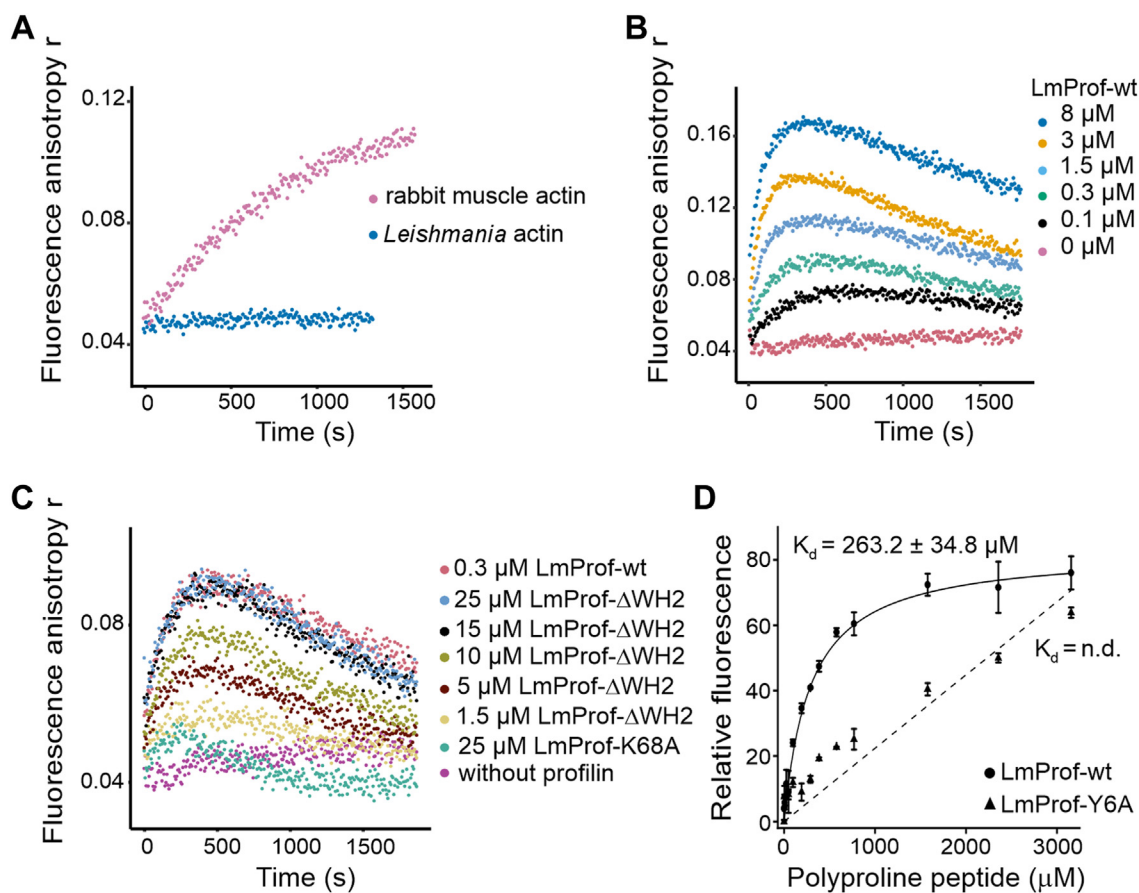 A
Fluorescence anisotropy r
0.12
0.08
0.04
0
500
1000
1500
Time (s)
rabbit muscle actin
Leishmania actin
B
Fluorescence anisotropy r
0.16
0.12
0.08
0.04
0
500
1000
1500
Time (s)
LmProf-wt
8 μM
3 μM
1.5 μM
0.3 μM
0.1 μM
0 μM
C
Fluorescence anisotropy r
0.08
0.04
0
500
1000
1500
Time (s)
0.3 μM LmProf-wt
25 μM LmProf-ΔWH2
15 μM LmProf-ΔWH2
10 μM LmProf-ΔWH2
5 μM LmProf-ΔWH2
1.5 μM LmProf-ΔWH2
25 μM LmProf-K68A
without profilin
D
Relative fluorescence
80
60
40
20
0
0
1000
2000
3000
Polyproline peptide (μM)
Kd = 263.2 ± 34.8 μM
Kd = n.d.
LmProf-wt
LmProf-Y6A